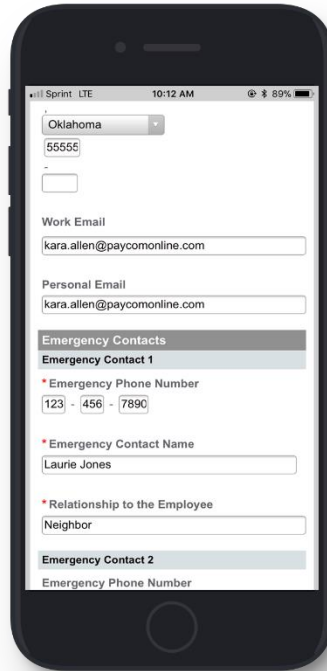 Sprint LTE 10:12 AM 89%
,
Oklahoma
55555
-
Work Email
kara.allen@paycomonline.com
Personal Email
kara.allen@paycomonline.com
Emergency Contacts
Emergency Contact 1
* Emergency Phone Number
123 - 456 - 7890
* Emergency Contact Name
Laurie Jones
* Relationship to the Employee
Neighbor
Emergency Contact 2
Emergency Phone Number